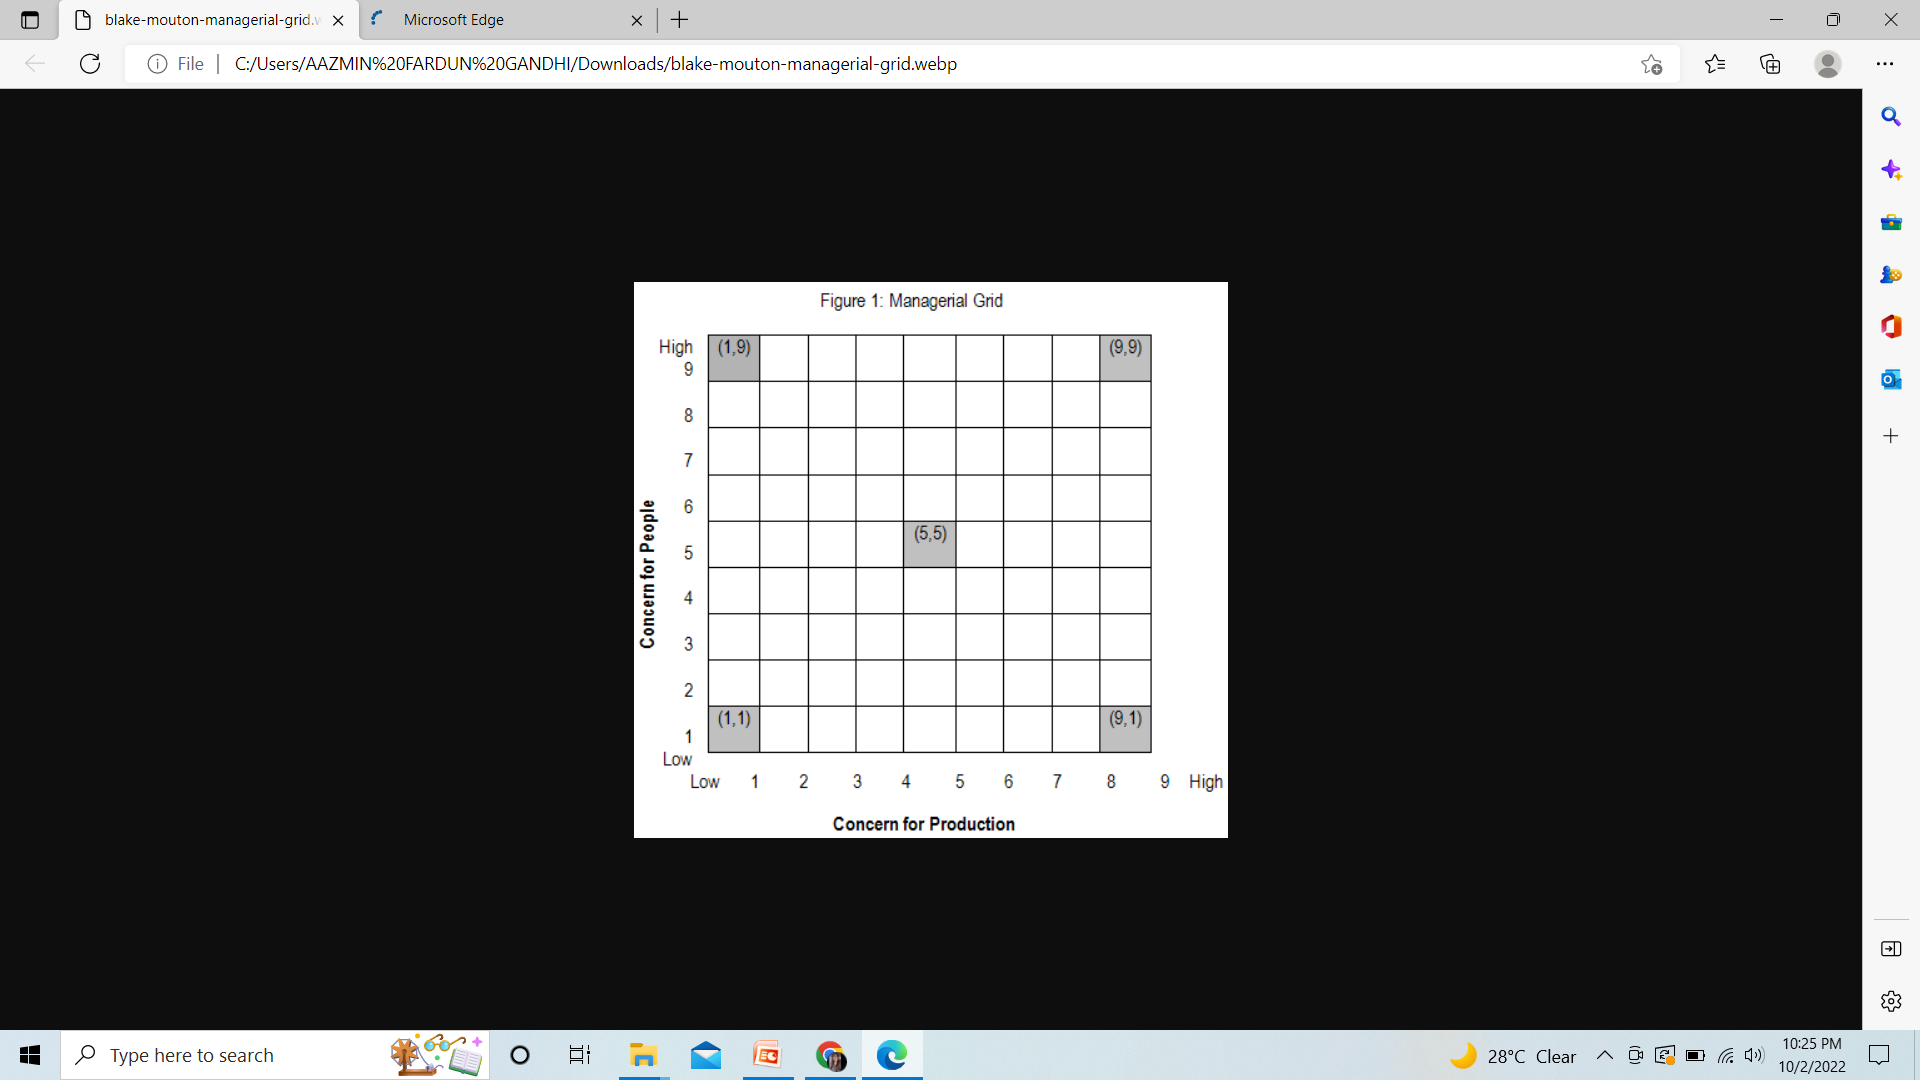 blake-mouton-managerial-grid.w
Microsoft Edge
File
C:/Users/AAZMIN%20FARDUN%20GANDHI/Downloads/blake-mouton-managerial-grid.webp
Figure 1: Managerial Grid
High
(1,9)
(9,9)
9
8
7
6
(5,5)
5
4
3
2
(1,1)
(9,1)
1
Low
Low 1 2 3 4 5 6 7 8 9 High
Concern for People
Concern for Production
Type here to search
28°C Clear
10:25 PM
10/2/2022